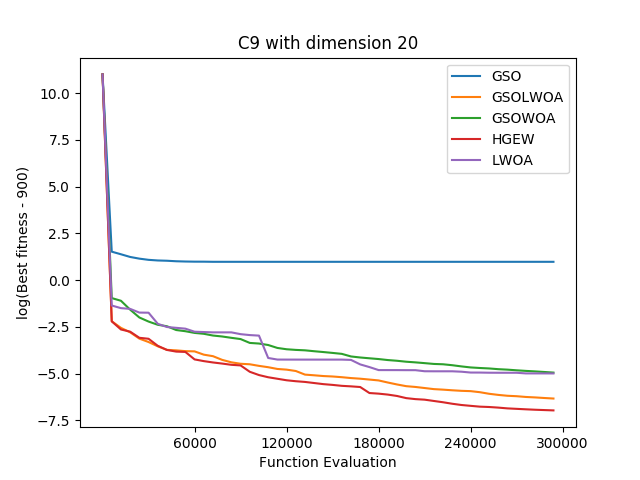 C9 with dimension 20
log(Best fitness - 900)
10.0
7.5
5.0
2.5
0.0
−2.5
−5.0
−7.5
GSO
GSOLWOA
GSOWOA
HGEW
LWOA
60000 120000 180000 240000 300000
Function Evaluation